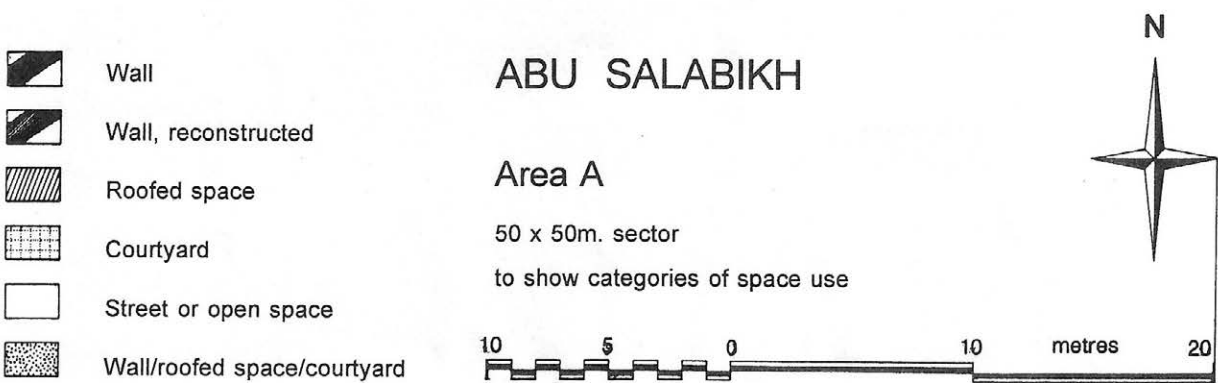 Wall
Wall, reconstructed
Roofed space
Courtyard
Street or open space
Wall/roofed space/courtyard
ABU SALABIKH
Area A
50 x 50m. sector
to show categories of space use
10 5 0 10 metres 20
N